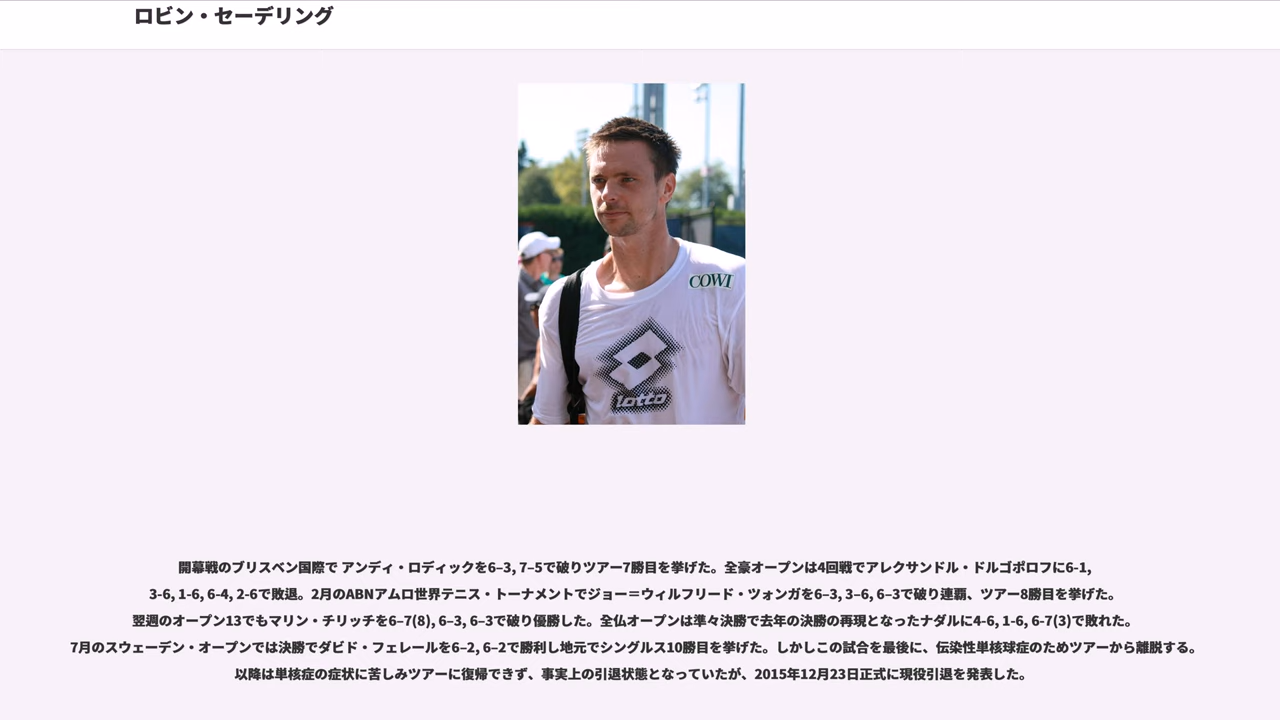 ロビン・セーデリング
COWI
lotto
開幕戦のブリスベン国際で アンディ・ロディックを6–3, 7–5で破りツアー7勝目を挙げた。全豪オープンは4回戦でアレクサンドル・ドルゴポロフに6-1,
3-6, 1-6, 6-4, 2-6で敗退。2月のABNアムロ世界テニス・トーナメントでジョー＝ウィルフリード・ツォンガを6–3, 3–6, 6–3で破り連覇、ツアー8勝目を挙げた。
翌週のオープン13でもマリン・チリッチを6–7(8), 6–3, 6–3で破り優勝した。全仏オープンは準々決勝で去年の決勝の再現となったナダルに4-6, 1-6, 6-7(3)で敗れた。
7月のスウェーデン・オープンでは決勝でダビド・フェレールを6–2, 6–2で勝利し地元でシングルス10勝目を挙げた。しかしこの試合を最後に、伝染性単核球症のためツアーから離脱する。
以降は単核症の症状に苦しみツアーに復帰できず、事実上の引退状態となっていたが、2015年12月23日正式に現役引退を発表した。